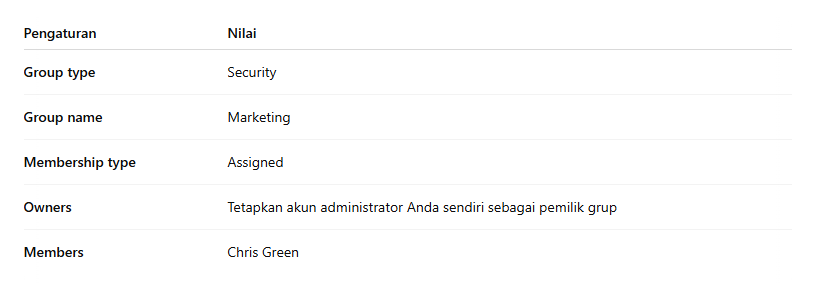 Pengaturan Nilai
Group type Security
Group name Marketing
Membership type Assigned
Owners Tetapkan akun administrator Anda sendiri sebagai pemilik grup
Members Chris Green